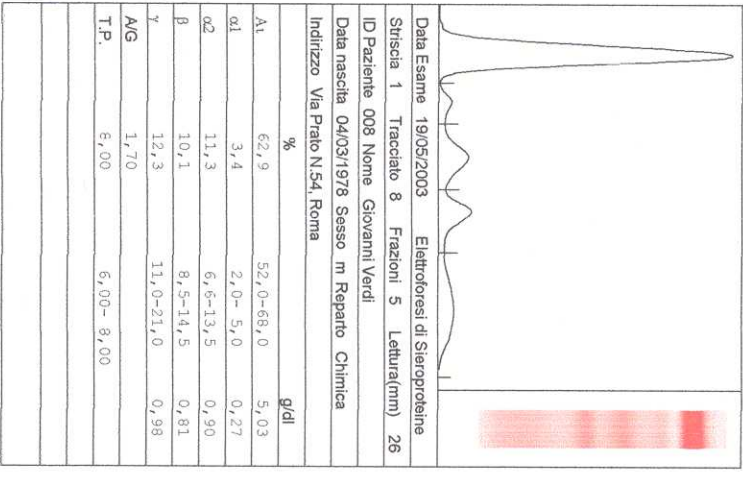 Data Esame 19/05/2003 Elettroforesi di Sieroproteine
Striscia 1 Tracciato 8 Frazioni 5 Lettura(mm) 26
ID Paziente 008 Nome Giovanni Verdi
Data nascita 04/03/1978 Sesso m Reparto Chimica
Indirizzo Via Prato N.54, Roma
% g/dl
Al 62,9 52,0-68,0 5,03
α1 3,4 2,0- 5,0 0,27
α2 11,3 6,6-13,5 0,90
β 10,1 8,5-14,5 0,81
γ 12,3 11,0-21,0 0,98
A/G 1,70
T.P. 8,00 6,00- 8,00